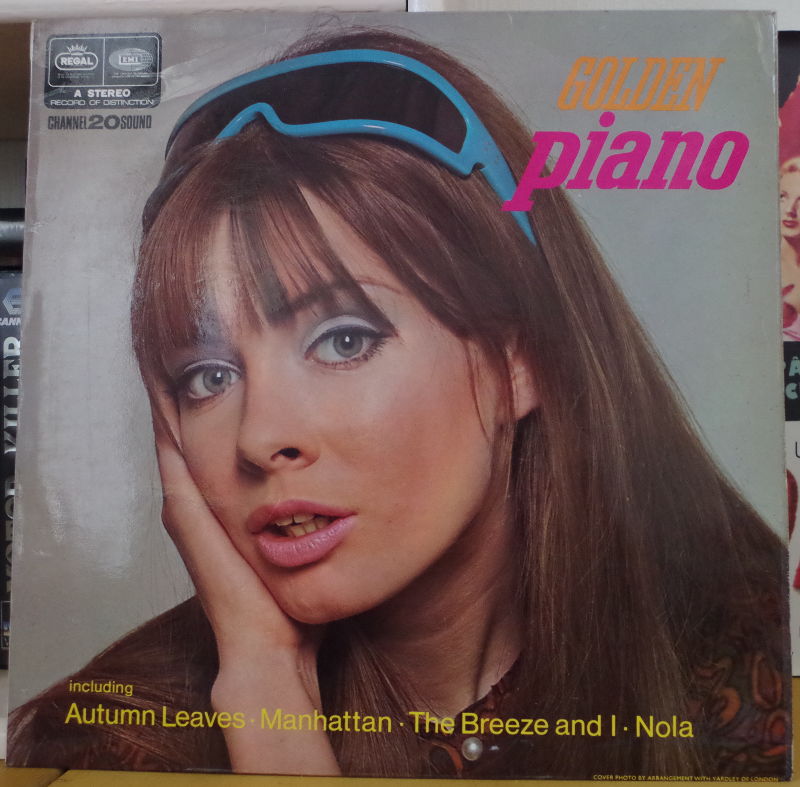 REGAL
EMI
A STEREO
RECORD OF DISTINCTION
CHANNEL 20 SOUND
GOLDEN
piano
including
Autumn Leaves · Manhattan · The Breeze and I · Nola
COVER PHOTO BY ARRANGEMENT WITH YARDLEY OF LONDON
KILLER